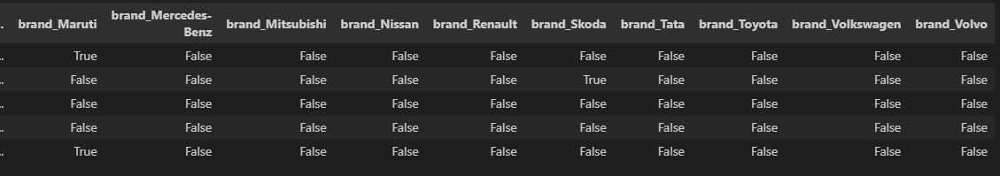 . brand_Maruti brand_Mercedes-Benz brand_Mitsubishi brand_Nissan brand_Renault brand_Skoda brand_Tata brand_Toyota brand_Volkswagen brand_Volvo
.. True False False False False False False False False False
.. False False False False False True False False False False
.. False False False False False False False False False False
.. False False False False False False False False False False
.. True False False False False False False False False False